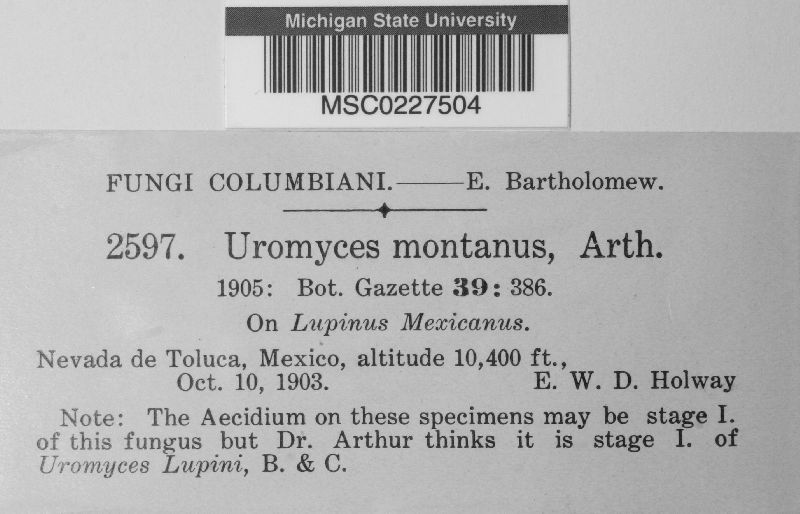 Michigan State University
MSC0227504
FUNGI COLUMBIANI.——E. Bartholomew.
2597. Uromyces montanus, Arth.
1905: Bot. Gazette 39: 386.
On Lupinus Mexicanus.
Nevada de Toluca, Mexico, altitude 10,400 ft.,
Oct. 10, 1903. E. W. D. Holway
Note: The Aecidium on these specimens may be stage I.
of this fungus but Dr. Arthur thinks it is stage I. of
Uromyces Lupini, B. & C.